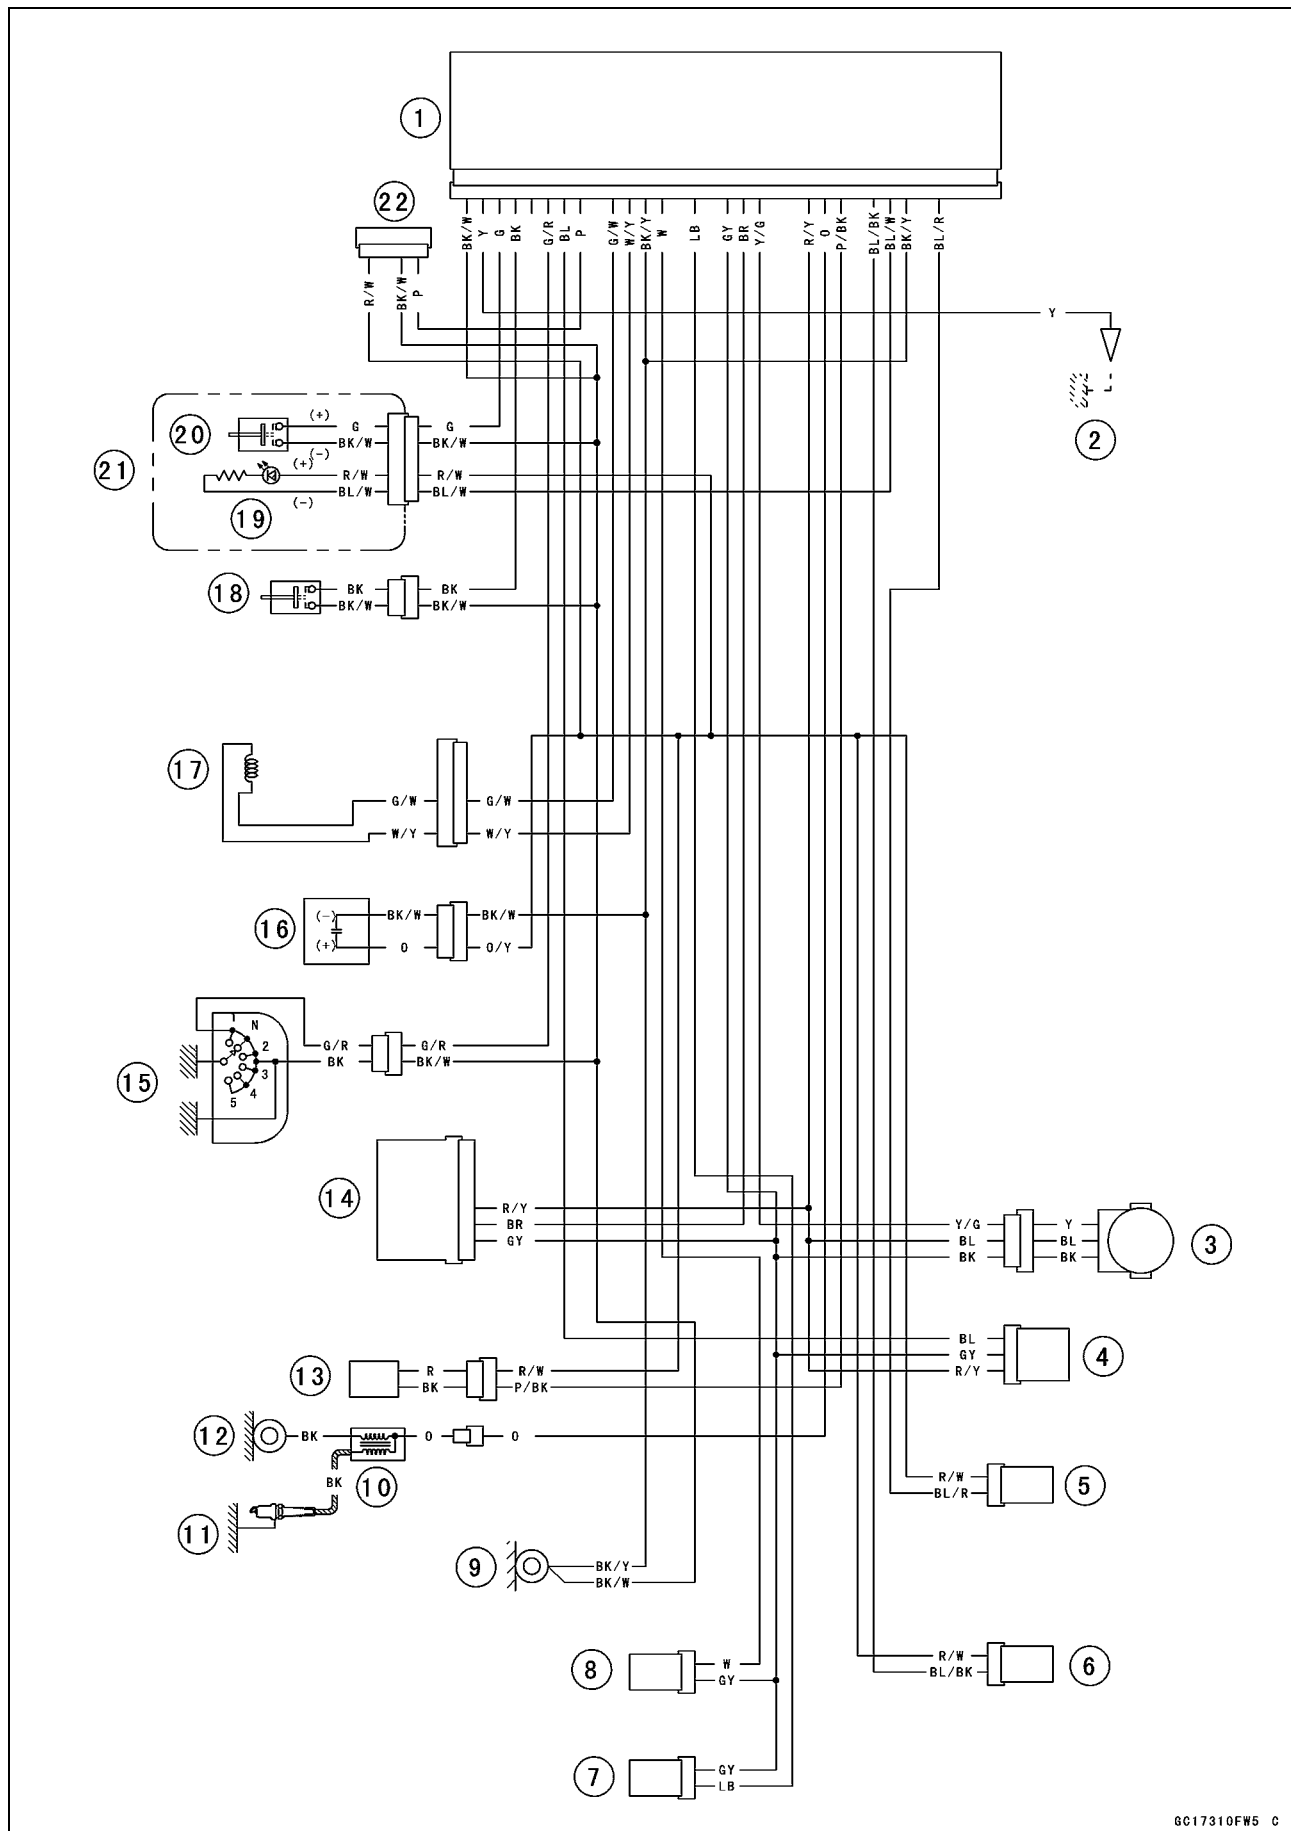 1
22
BK/W Y G BK G/R BL P G/W W/Y BK/Y W LB GY BR Y/G R/Y O P/BK BL/BK BL/W BK/Y BL/R
R/W BK/W P
Y
2
20
(+)
G G
BK/W BK/W
(-)
21
(+)
R/W R/W
BL/W BL/W
(-)
19
18
BK BK
BK/W BK/W
17
G/W G/W
W/Y W/Y
16
(-) BK/W BK/W
(+) O O/Y
15
N
2
3
4
5
G/R G/R
BK BK/W
14
R/Y
BR
GY
Y/G Y
BL BL
BK BK
3
BL
GY
R/Y
4
13
R R/W
BK P/BK
12
BK O O
BK
10
11
R/W
BL/R
5
9
BK/Y
BK/W
8
W
GY
R/W
BL/BK
6
7
GY
LB
GC17310FW5 C